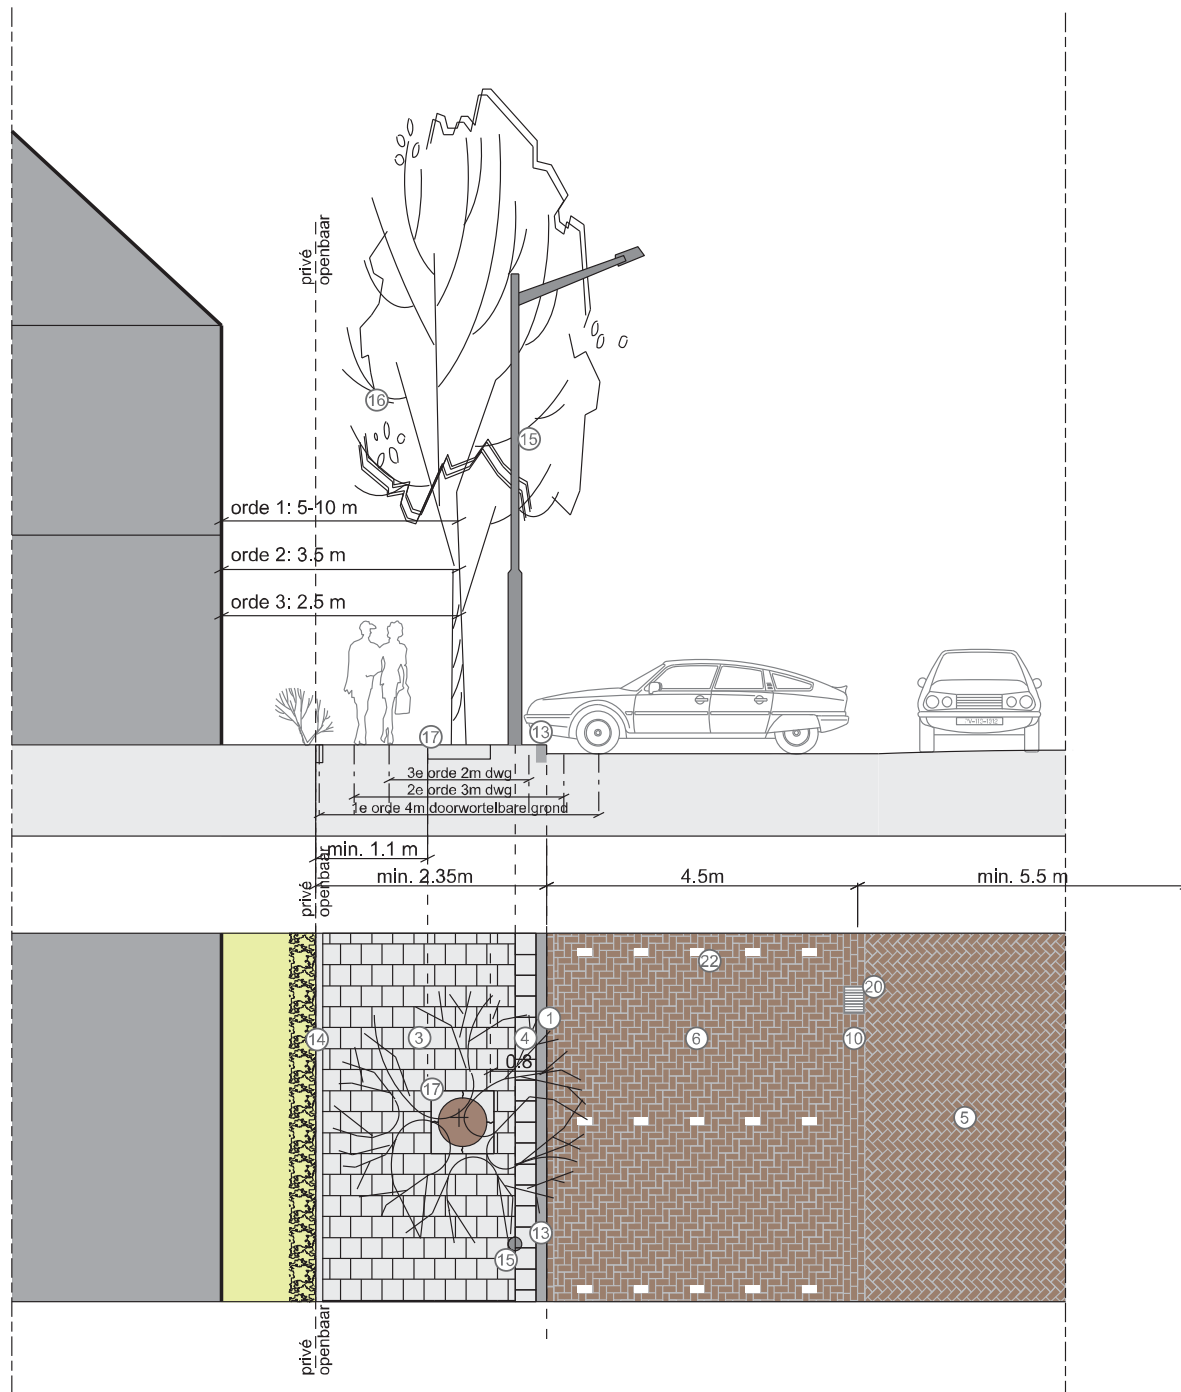 privé
openbaar
16
15
orde 1: 5-10 m
orde 2: 3.5 m
orde 3: 2.5 m
17
13
3e orde 2m dwg
2e orde 3m dwg
1e orde 4m doorwortelbare grond
min. 1.1 m
privé
openbaar
min. 2.35m
4.5m
min. 5.5 m
22
20
1
14
3
4
6
10
0.8
17
5
13
15
privé
openbaar